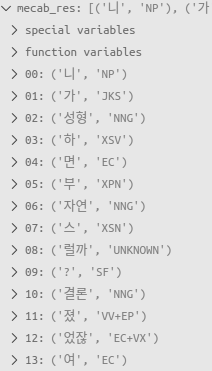 mecab_res: [('니', 'NP'), ('가
special variables
function variables
00: ('니', 'NP')
01: ('가', 'JKS')
02: ('성형', 'NNG')
03: ('하', 'XSV')
04: ('면', 'EC')
05: ('부', 'XPN')
06: ('자연', 'NNG')
07: ('스', 'XSN')
08: ('럴까', 'UNKNOWN')
09: ('?', 'SF')
10: ('결론', 'NNG')
11: ('졌', 'VV+EP')
12: ('었잖', 'EC+VX')
13: ('여', 'EC')